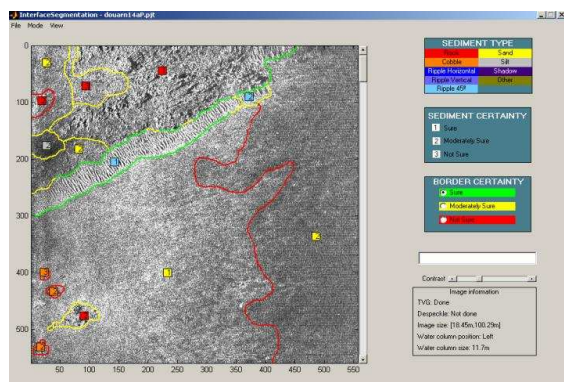 InterfaceSegmentation - douarn14aP.pjt
File Mode View
0
100
200
300
400
500
50 100 150 200 250 300 350 400 450 500 550
SEDIMENT TYPE
Rock Sand
Cobble Silt
Ripple Horizontal Shadow
Ripple Vertical Other
Ripple 45º
SEDIMENT CERTAINTY
1 Sure
2 Moderately Sure
3 Not Sure
BORDER CERTAINTY
Sure
Moderately Sure
Not Sure
Contrast
Image information
TVG: Done
Despeckle: Not done
Image size: [18.45m,100.29m]
Water column position: Left
Water column size: 11.7m